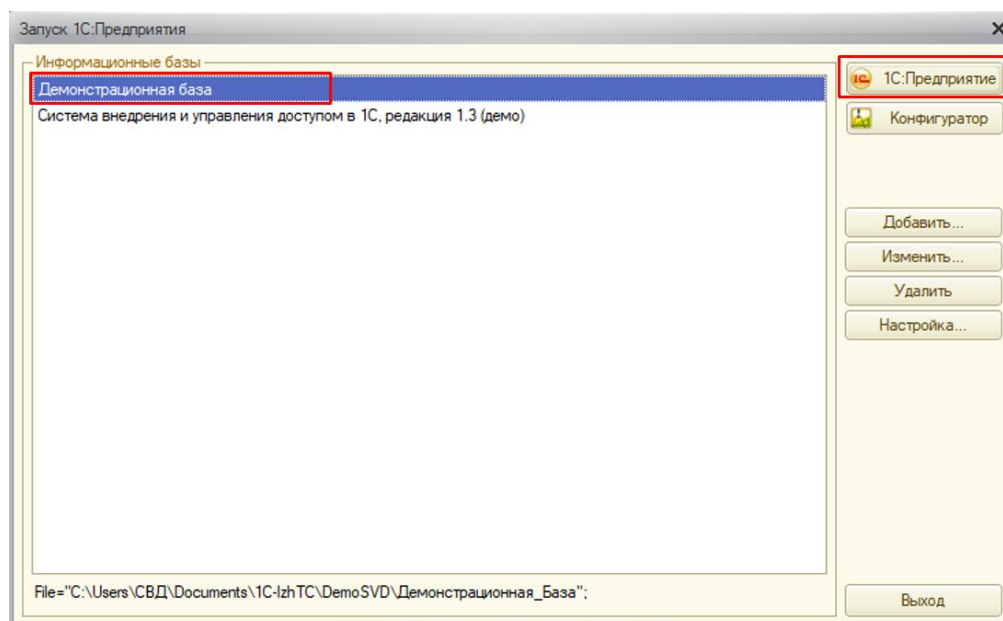 Запуск 1С:Предприятия
Информационные базы
Демонстрационная база
Система внедрения и управления доступом в 1С, редакция 1.3 (демо)
1С:Предприятие
Конфигуратор
Добавить...
Изменить...
Удалить
Настройка...
File="C:\Users\СВД\Documents\1C-IzhTC\DemoSVD\Демонстрационная_База";
Выход